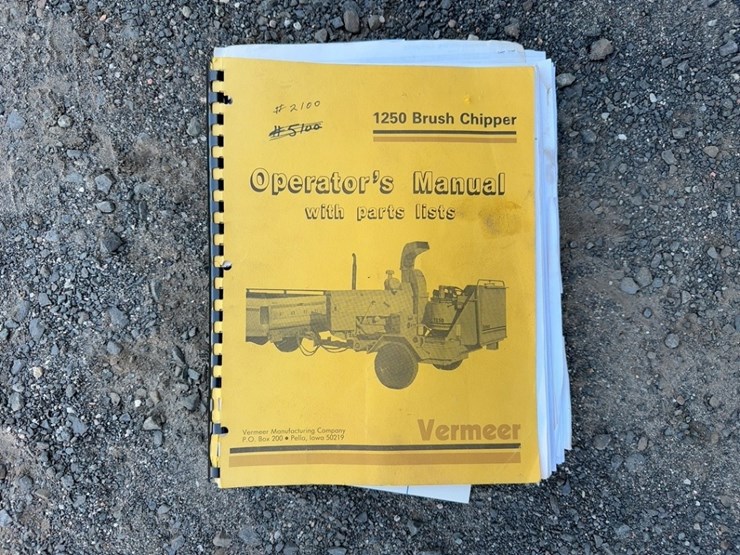 # 2100
#5100
1250 Brush Chipper
Operator's Manual
with parts lists
Vermeer Manufacturing Company
P.O. Box 200 • Pella, Iowa 50219
Vermeer